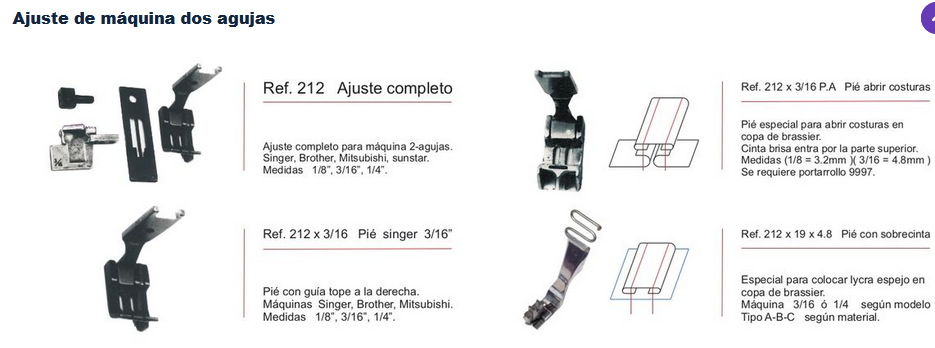 Ajuste de máquina dos agujas
Ref. 212 Ajuste completo
Ajuste completo para máquina 2-agujas.
Singer, Brother, Mitsubishi, sunstar.
Medidas 1/8", 3/16", 1/4".
Ref. 212 x 3/16 P.A Pié abrir costuras
Pié especial para abrir costuras en
copa de brassier.
Cinta brisa entra por la parte superior.
Medidas (1/8 = 3.2mm )( 3/16 = 4.8mm )
Se requiere portarrollo 9997.
Ref. 212 x 3/16 Pié singer 3/16"
Pié con guía tope a la derecha.
Máquinas Singer, Brother, Mitsubishi.
Medidas 1/8", 3/16", 1/4".
Ref. 212 x 19 x 4.8 Pié con sobrecinta
Especial para colocar lycra espejo en
copa de brassier.
Máquina 3/16 ó 1/4 según modelo
Tipo A-B-C según material.